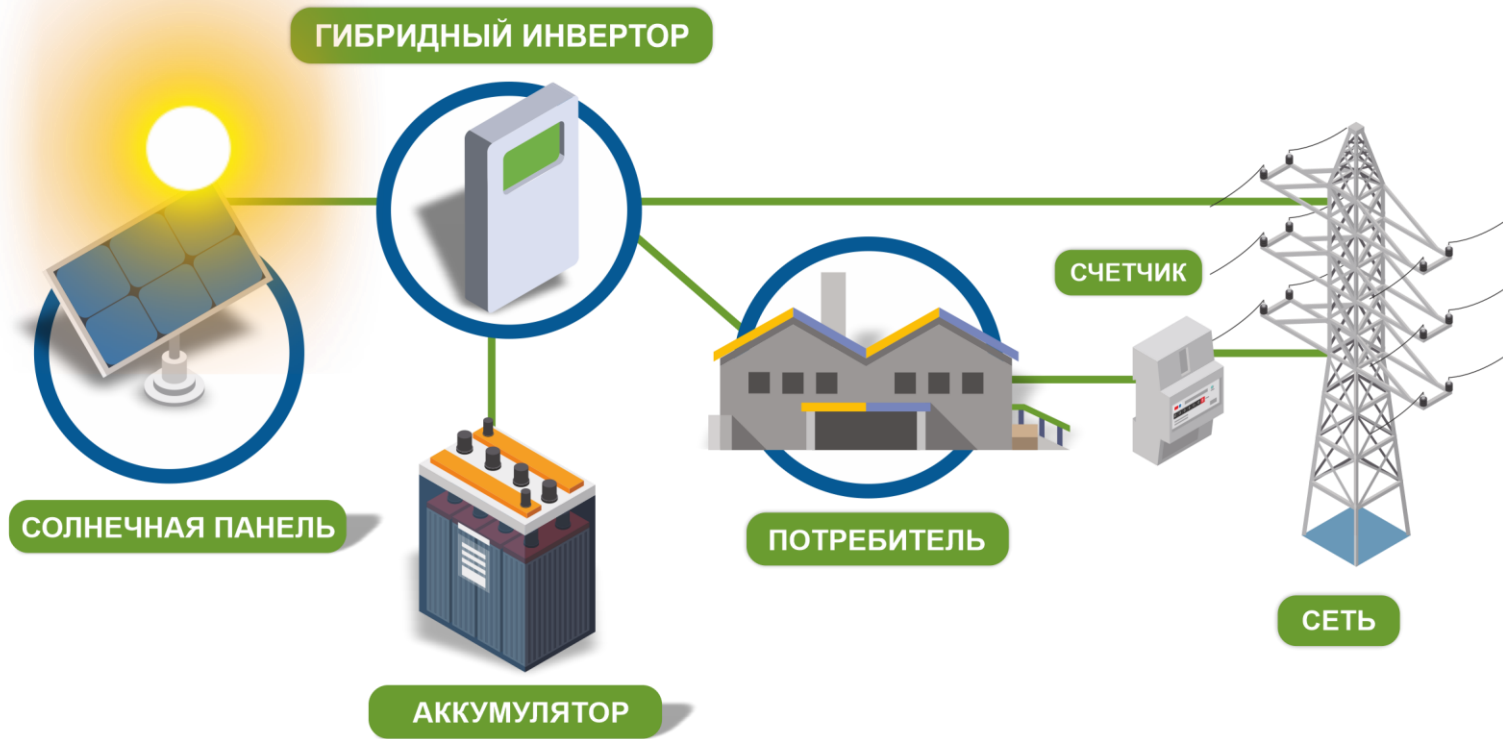 ГИБРИДНЫЙ ИНВЕРТОР
СЧЕТЧИК
СОЛНЕЧНАЯ ПАНЕЛЬ
ПОТРЕБИТЕЛЬ
СЕТЬ
АККУМУЛЯТОР